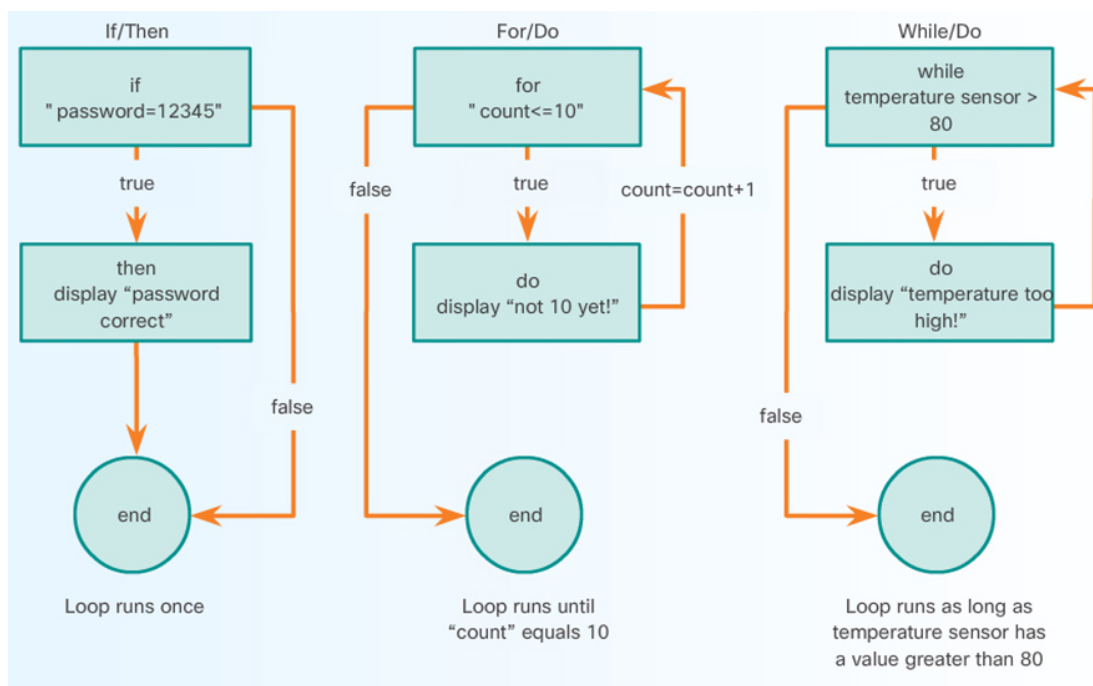 If/Then
if
" password=12345"
true
then
display “password
correct”
false
end
Loop runs once
For/Do
for
" count<=10"
false
true
count=count+1
do
display “not 10 yet!”
end
Loop runs until
“count” equals 10
While/Do
while
temperature sensor >
80
true
do
display “temperature too
high!”
false
end
Loop runs as long as
temperature sensor has
a value greater than 80